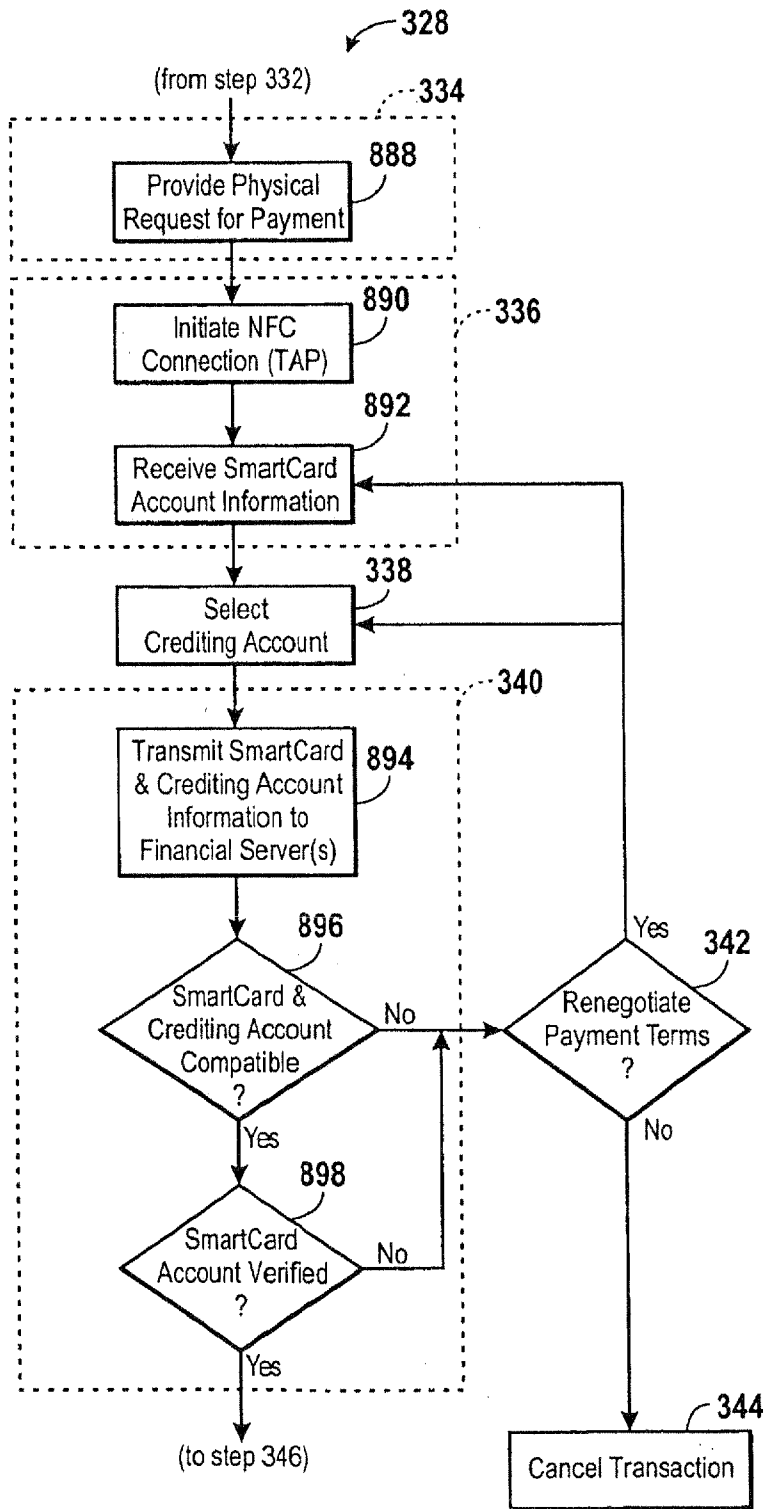 328
(from step 332)
334
888
Provide Physical
Request for Payment
890
336
Initiate NFC
Connection (TAP)
892
Receive SmartCard
Account Information
338
Select
Crediting Account
340
Transmit SmartCard
& Crediting Account
Information to
Financial Server(s)
894
896
SmartCard &
Crediting Account
Compatible
?
No
Yes
Yes
342
Renegotiate
Payment Terms
?
No
898
SmartCard
Account Verified
?
No
Yes
(to step 346)
344
Cancel Transaction